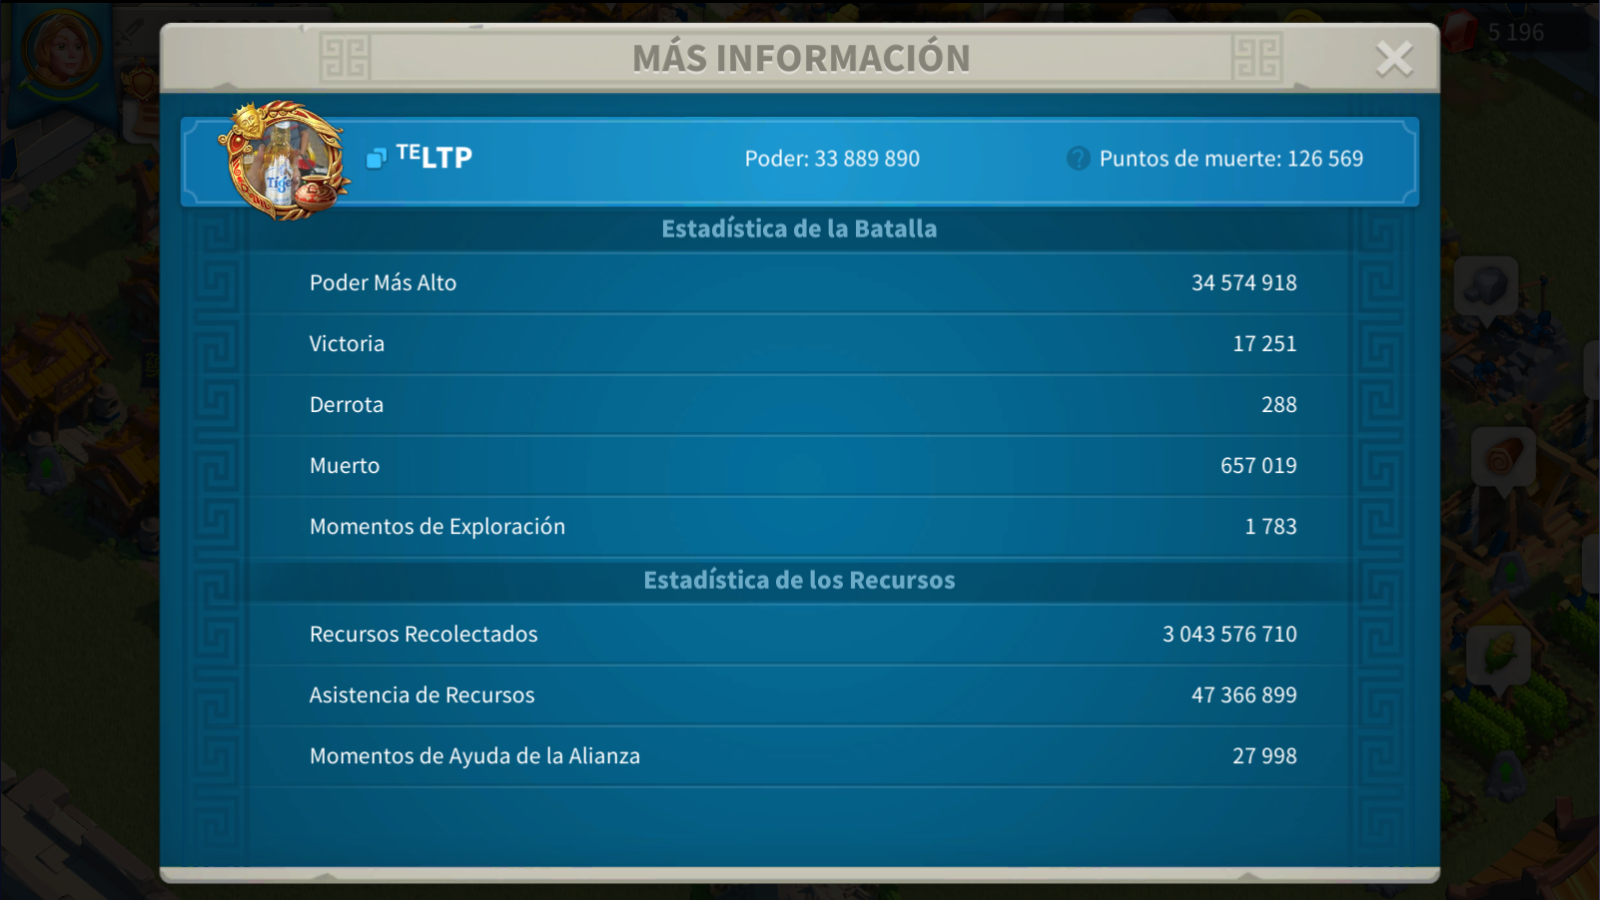 5 196
MÁS INFORMACIÓN
ᵀᴱLTP
Poder: 33 889 890
? Puntos de muerte: 126 569
Tiger
Estadística de la Batalla
Poder Más Alto 34 574 918
Victoria 17 251
Derrota 288
Muerto 657 019
Momentos de Exploración 1 783
Estadística de los Recursos
Recursos Recolectados 3 043 576 710
Asistencia de Recursos 47 366 899
Momentos de Ayuda de la Alianza 27 998